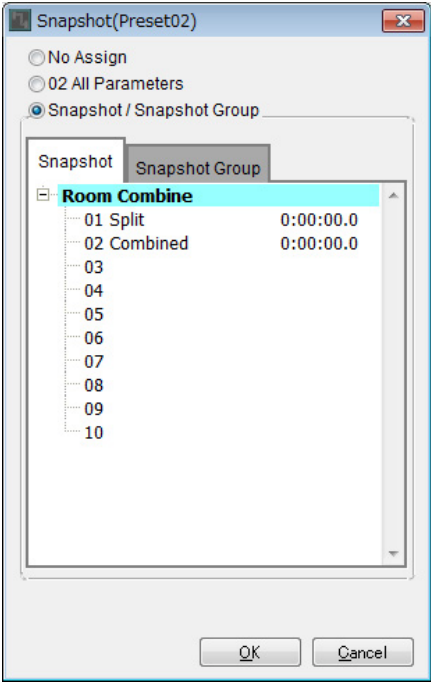 Snapshot(Preset02)
No Assign
02 All Parameters
Snapshot / Snapshot Group
Snapshot Snapshot Group
Room Combine
01 Split 0:00:00.0
02 Combined 0:00:00.0
03
04
05
06
07
08
09
10
OK Cancel